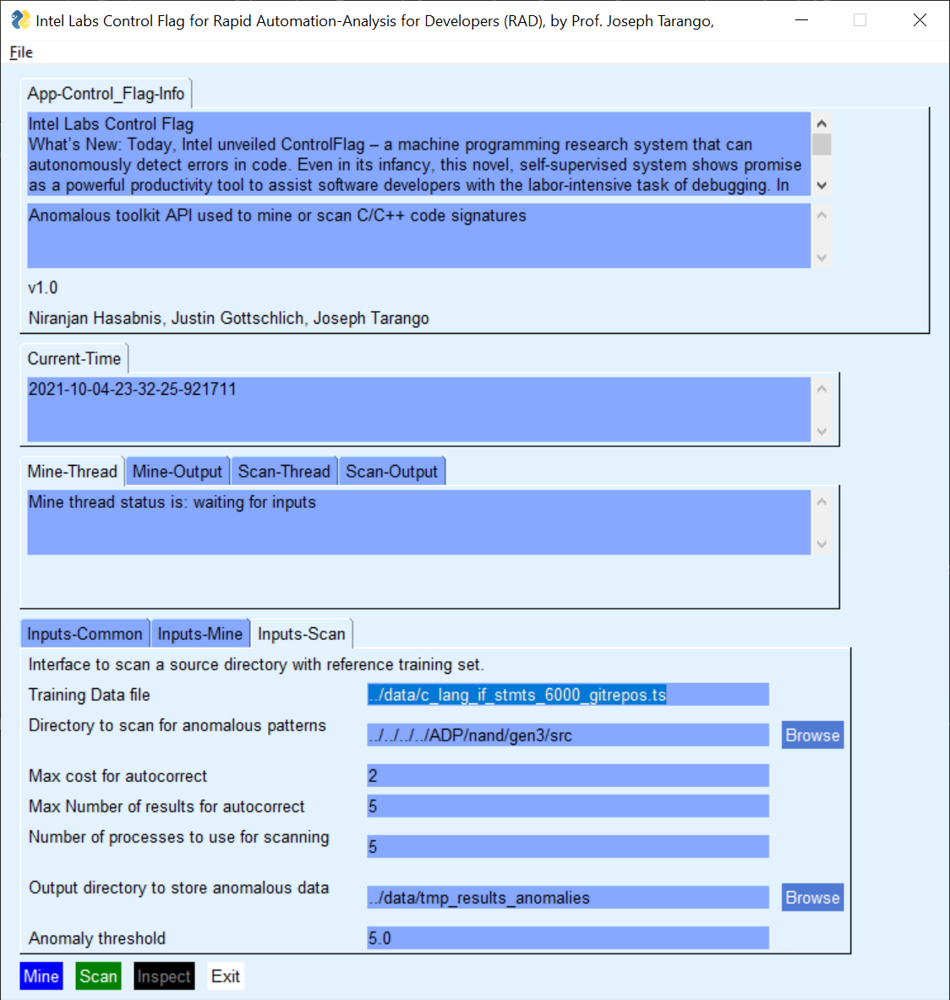 Intel Labs Control Flag for Rapid Automation-Analysis for Developers (RAD), by Prof. Joseph Tarango,
File
App-Control_Flag-Info
Intel Labs Control Flag
What's New: Today, Intel unveiled ControlFlag – a machine programming research system that can
autonomously detect errors in code. Even in its infancy, this novel, self-supervised system shows promise
as a powerful productivity tool to assist software developers with the labor-intensive task of debugging. In
Anomalous toolkit API used to mine or scan C/C++ code signatures
v1.0
Niranjan Hasabnis, Justin Gottschlich, Joseph Tarango
Current-Time
2021-10-04-23-32-25-921711
Mine-Thread Mine-Output Scan-Thread Scan-Output
Mine thread status is: waiting for inputs
Inputs-Common Inputs-Mine Inputs-Scan
Interface to scan a source directory with reference training set.
Training Data file ../data/c_lang_if_stmts_6000_gitrepos.ts
Directory to scan for anomalous patterns ../../../../ADP/nand/gen3/src Browse
Max cost for autocorrect 2
Max Number of results for autocorrect 5
Number of processes to use for scanning 5
Output directory to store anomalous data ../data/tmp_results_anomalies Browse
Anomaly threshold 5.0
Mine Scan Inspect Exit